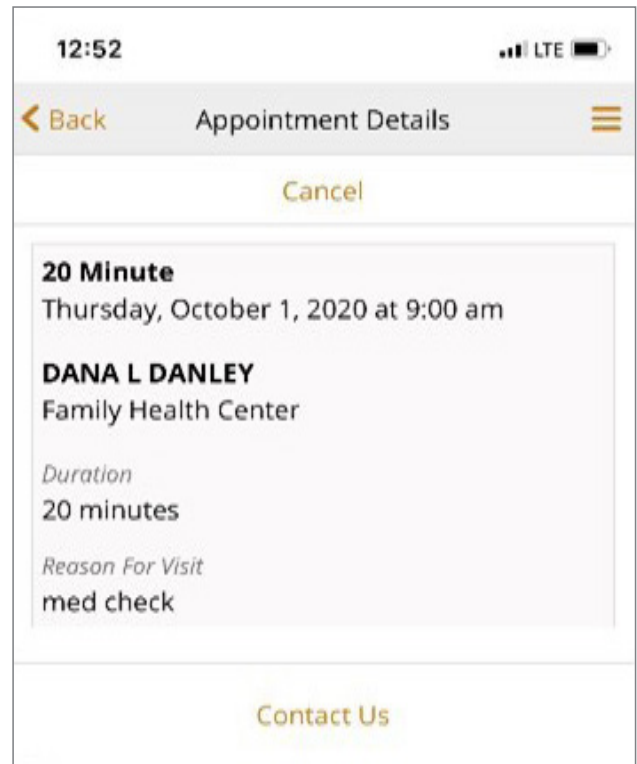 12:52 LTE
Back Appointment Details
Cancel
20 Minute
Thursday, October 1, 2020 at 9:00 am
DANA L DANLEY
Family Health Center
Duration
20 minutes
Reason For Visit
med check
Contact Us